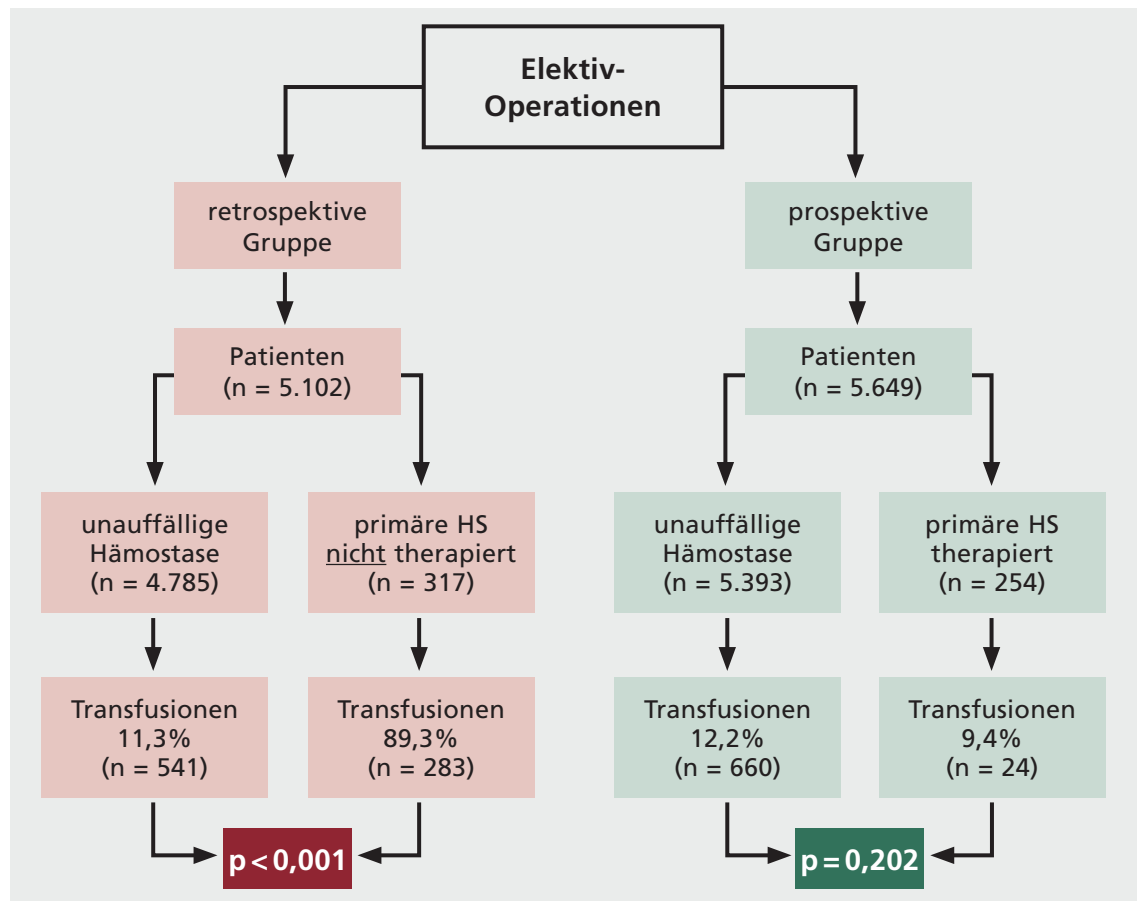 Elektiv-
Operationen
retrospektive
Gruppe
prospektive
Gruppe
Patienten
(n = 5.102)
Patienten
(n = 5.649)
unauffällige
Hämostase
(n = 4.785)
primäre HS
nicht therapiert
(n = 317)
unauffällige
Hämostase
(n = 5.393)
primäre HS
therapiert
(n = 254)
Transfusionen
11,3%
(n = 541)
Transfusionen
89,3%
(n = 283)
Transfusionen
12,2%
(n = 660)
Transfusionen
9,4%
(n = 24)
p < 0,001
p = 0,202